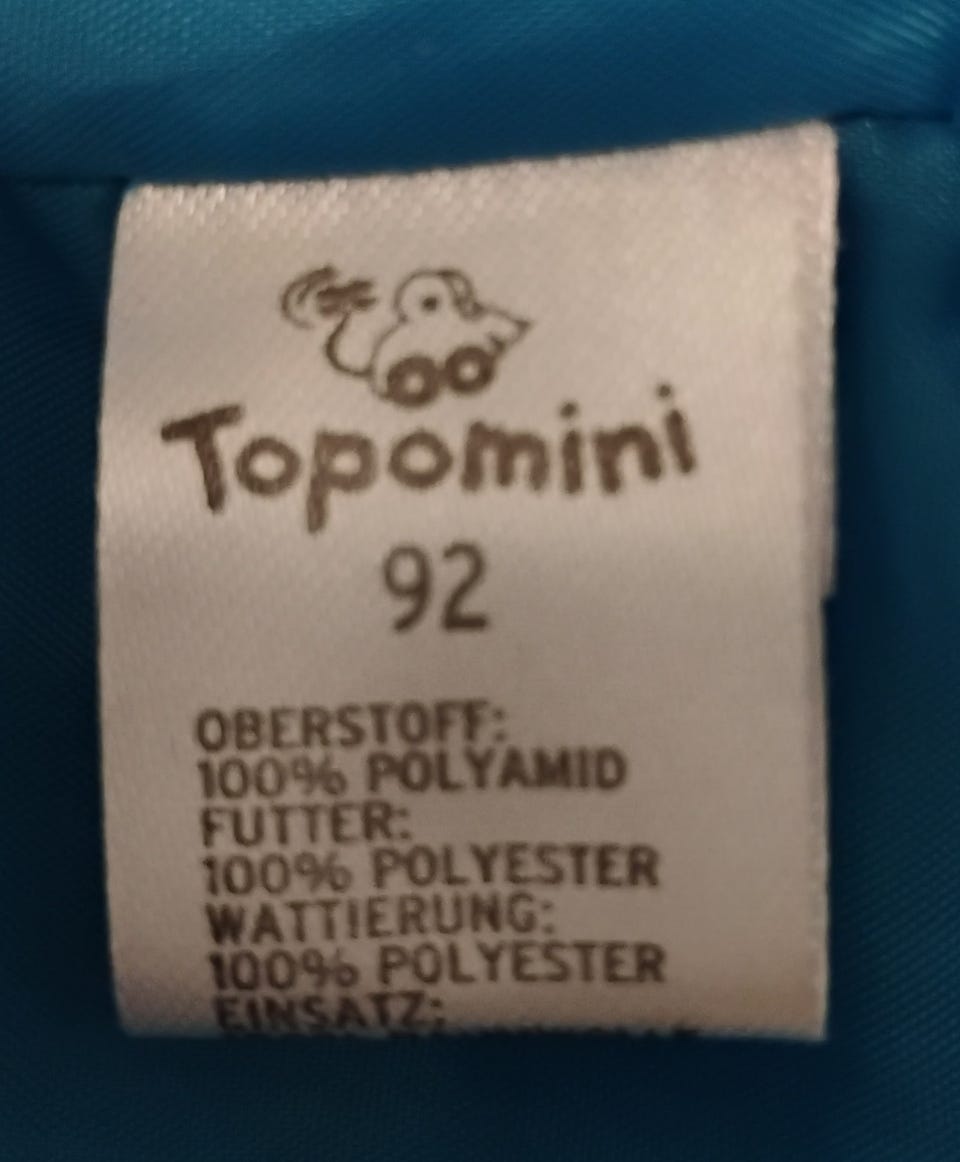 Topomini
92
OBERSTOFF:
100% POLYAMID
FUTTER:
100% POLYESTER
WATTIERUNG:
100% POLYESTER
EINSATZ: